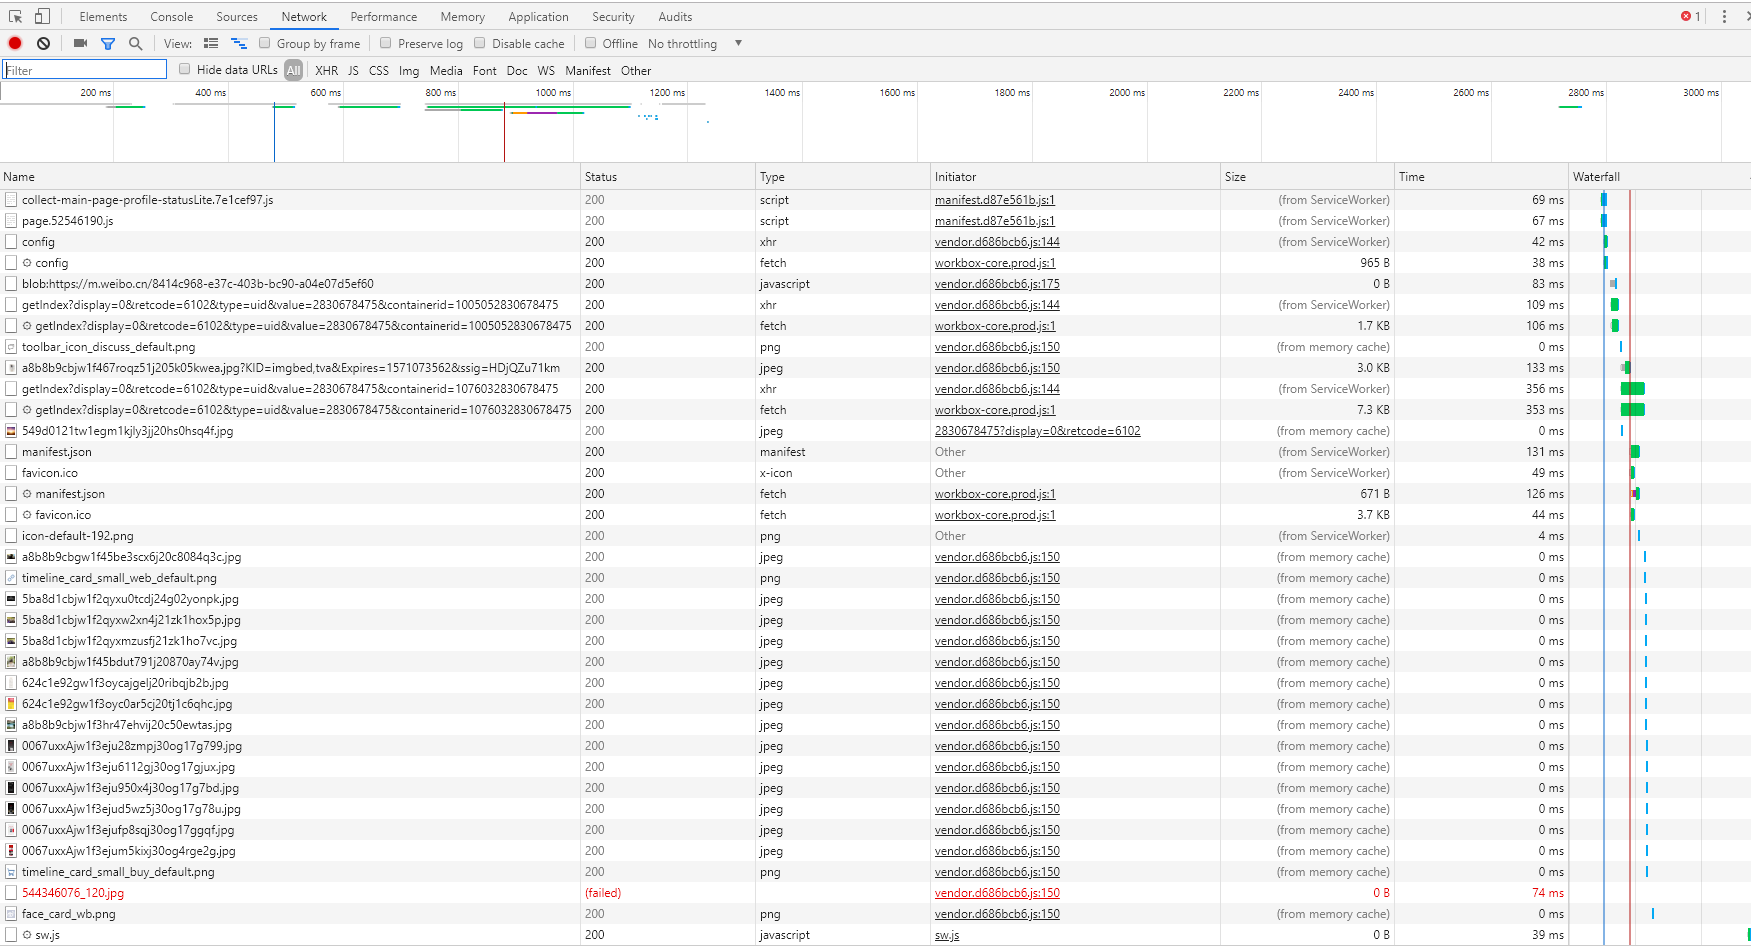 Elements Console Sources Network Performance Memory Application Security Audits 1
View: Group by frame Preserve log Disable cache Offline No throttling
Filter Hide data URLs All XHR JS CSS Img Media Font Doc WS Manifest Other
200 ms 400 ms 600 ms 800 ms 1000 ms 1200 ms 1400 ms 1600 ms 1800 ms 2000 ms 2200 ms 2400 ms 2600 ms 2800 ms 3000 ms
Name Status Type Initiator Size Time Waterfall
collect-main-page-profile-statusLite.7e1cef97.js 200 script manifest.d87e561b.js:1 (from ServiceWorker) 69 ms
page.52546190.js 200 script manifest.d87e561b.js:1 (from ServiceWorker) 67 ms
config 200 xhr vendor.d686bcb6.js:144 (from ServiceWorker) 42 ms
config 200 fetch workbox-core.prod.js:1 965 B 38 ms
blob:https://m.weibo.cn/8414c968-e37c-403b-bc90-a04e07d5ef60 200 javascript vendor.d686bcb6.js:175 0 B 83 ms
getIndex?display=0&retcode=6102&type=uid&value=2830678475&containerid=1005052830678475 200 xhr vendor.d686bcb6.js:144 (from ServiceWorker) 109 ms
getIndex?display=0&retcode=6102&type=uid&value=2830678475&containerid=1005052830678475 200 fetch workbox-core.prod.js:1 1.7 KB 106 ms
toolbar_icon_discuss_default.png 200 png vendor.d686bcb6.js:150 (from memory cache) 0 ms
a8b8b9cbjw1f467roqz51j205k05kwea.jpg?KID=imgbed,tva&Expires=1571073562&ssig=HDjQZu71km 200 jpeg vendor.d686bcb6.js:150 3.0 KB 133 ms
getIndex?display=0&retcode=6102&type=uid&value=2830678475&containerid=1076032830678475 200 xhr vendor.d686bcb6.js:144 (from ServiceWorker) 356 ms
getIndex?display=0&retcode=6102&type=uid&value=2830678475&containerid=1076032830678475 200 fetch workbox-core.prod.js:1 7.3 KB 353 ms
549d0121tw1egm1kjly3jj20hs0hsq4f.jpg 200 jpeg 2830678475?display=0&retcode=6102 (from memory cache) 0 ms
manifest.json 200 manifest Other (from ServiceWorker) 131 ms
favicon.ico 200 x-icon Other (from ServiceWorker) 49 ms
manifest.json 200 fetch workbox-core.prod.js:1 671 B 126 ms
favicon.ico 200 fetch workbox-core.prod.js:1 3.7 KB 44 ms
icon-default-192.png 200 png Other (from ServiceWorker) 4 ms
a8b8b9cbgw1f45be3scx6j20c8084q3c.jpg 200 jpeg vendor.d686bcb6.js:150 (from memory cache) 0 ms
timeline_card_small_web_default.png 200 png vendor.d686bcb6.js:150 (from memory cache) 0 ms
5ba8d1cbjw1f2qyxu0tcdj24g02yonpk.jpg 200 jpeg vendor.d686bcb6.js:150 (from memory cache) 0 ms
5ba8d1cbjw1f2qyxw2xn4j21zk1hox5p.jpg 200 jpeg vendor.d686bcb6.js:150 (from memory cache) 0 ms
5ba8d1cbjw1f2qyxmzusfj21zk1ho7vc.jpg 200 jpeg vendor.d686bcb6.js:150 (from memory cache) 0 ms
a8b8b9cbjw1f45bdut791j20870ay74v.jpg 200 jpeg vendor.d686bcb6.js:150 (from memory cache) 0 ms
624c1e92gw1f3oycajgelj20ribqjb2b.jpg 200 jpeg vendor.d686bcb6.js:150 (from memory cache) 0 ms
624c1e92gw1f3oyc0ar5cj20tj1c6qhc.jpg 200 jpeg vendor.d686bcb6.js:150 (from memory cache) 0 ms
a8b8b9cbjw1f3hr47ehvij20c50ewtas.jpg 200 jpeg vendor.d686bcb6.js:150 (from memory cache) 0 ms
0067uxxAjw1f3eju28zmpj30og17g799.jpg 200 jpeg vendor.d686bcb6.js:150 (from memory cache) 0 ms
0067uxxAjw1f3eju6112gj30og17gjux.jpg 200 jpeg vendor.d686bcb6.js:150 (from memory cache) 0 ms
0067uxxAjw1f3eju950x4j30og17g7bd.jpg 200 jpeg vendor.d686bcb6.js:150 (from memory cache) 0 ms
0067uxxAjw1f3ejud5wz5j30og17g78u.jpg 200 jpeg vendor.d686bcb6.js:150 (from memory cache) 0 ms
0067uxxAjw1f3ejufp8sqj30og17ggqf.jpg 200 jpeg vendor.d686bcb6.js:150 (from memory cache) 0 ms
0067uxxAjw1f3ejum5kixj30og4rge2g.jpg 200 jpeg vendor.d686bcb6.js:150 (from memory cache) 0 ms
timeline_card_small_buy_default.png 200 png vendor.d686bcb6.js:150 (from memory cache) 0 ms
544346076_120.jpg (failed) vendor.d686bcb6.js:150 0 B 74 ms
face_card_wb.png 200 png vendor.d686bcb6.js:150 (from memory cache) 0 ms
sw.js 200 javascript sw.js 0 B 39 ms